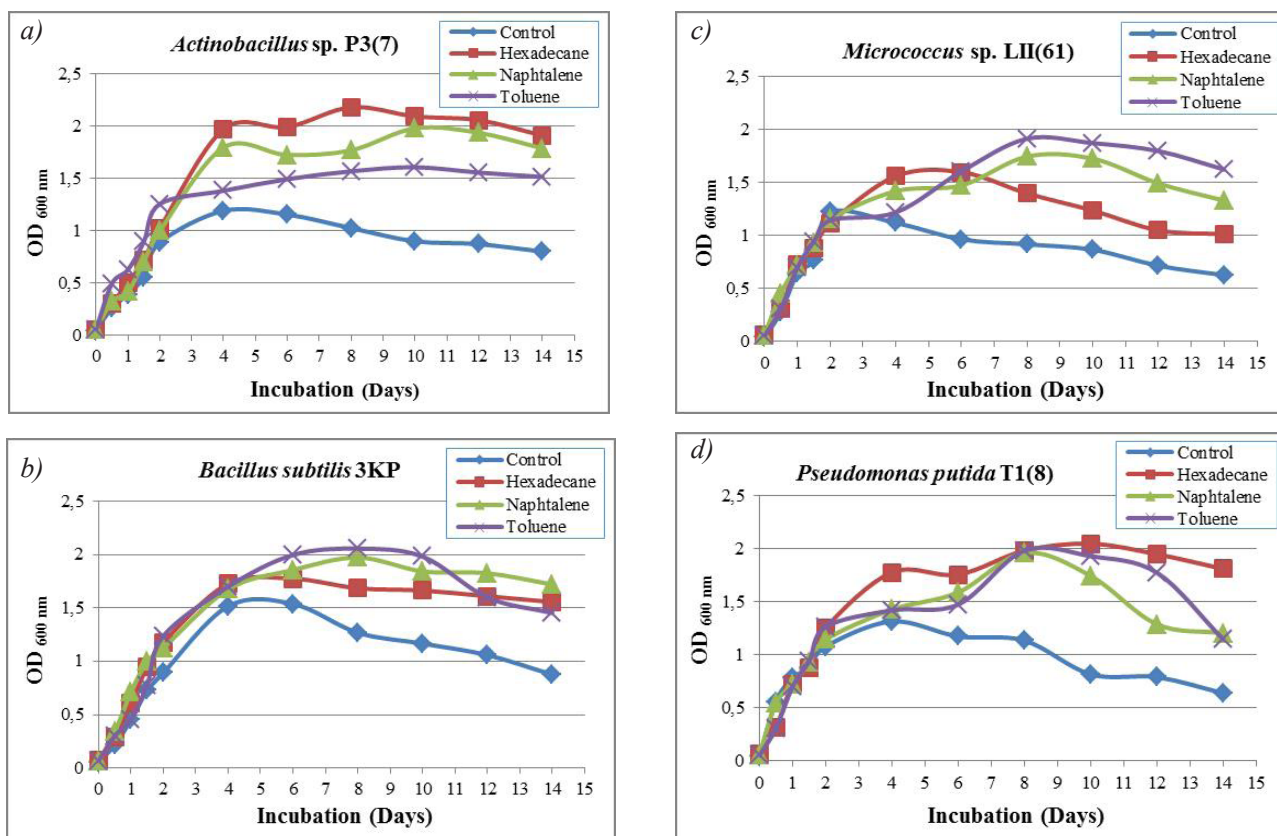 a)
Actinobacillus sp. P3(7)
Control
Hexadecane
Naphtalene
Toluene
OD 600 nm
2,5
2
1,5
1
0,5
0
0 1 2 3 4 5 6 7 8 9 10 11 12 13 14 15
Incubation (Days)
c)
Micrococcus sp. LII(61)
Control
Hexadecane
Naphtalene
Toluene
OD 600 nm
2,5
2
1,5
1
0,5
0
0 1 2 3 4 5 6 7 8 9 10 11 12 13 14 15
Incubation (Days)
b)
Bacillus subtilis 3KP
Control
Hexadecane
Naphtalene
Toluene
OD 600 nm
2,5
2
1,5
1
0,5
0
0 1 2 3 4 5 6 7 8 9 10 11 12 13 14 15
Incubation (Days)
d)
Pseudomonas putida T1(8)
Control
Hexadecane
Naphtalene
Toluene
OD 600 nm
2,5
2
1,5
1
0,5
0
0 1 2 3 4 5 6 7 8 9 10 11 12 13 14 15
Incubation (Days)